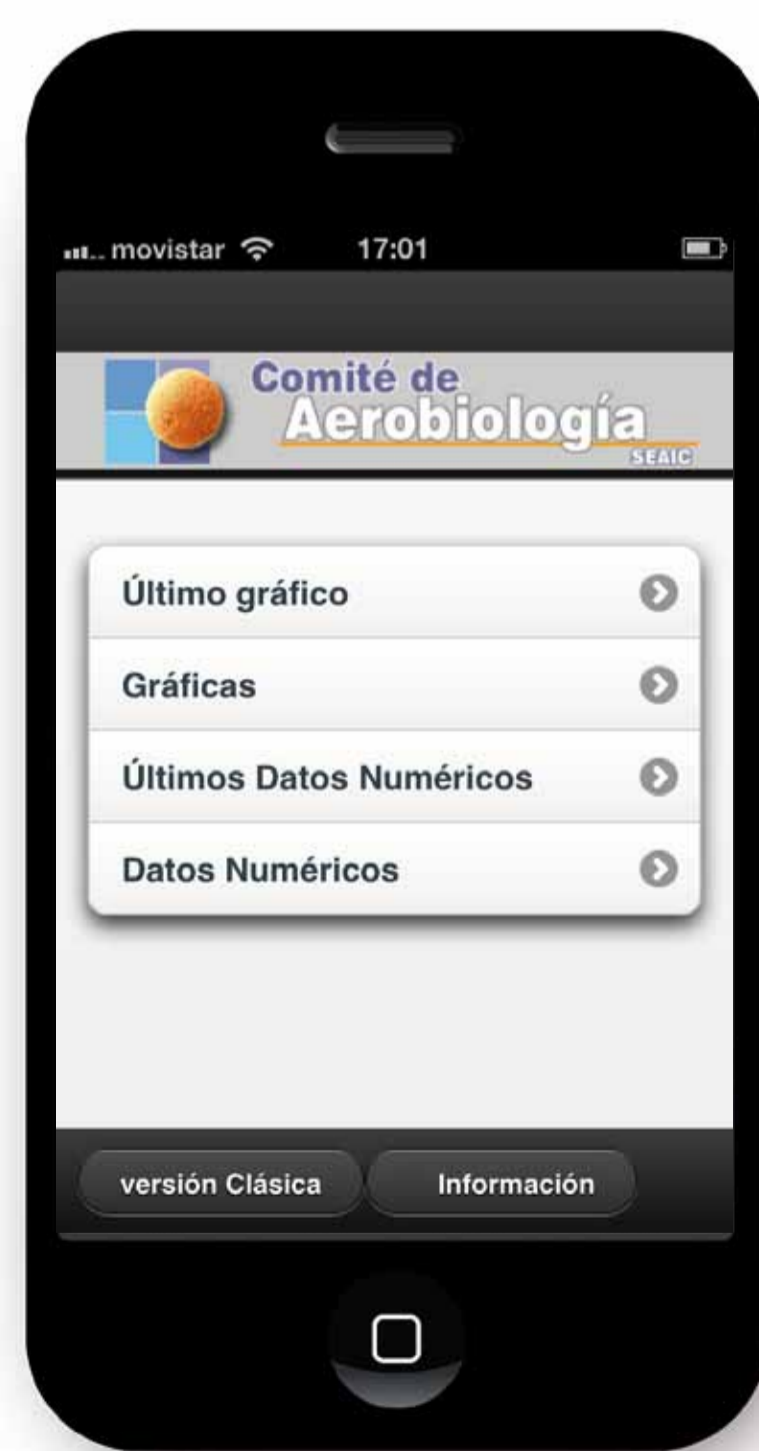 movistar 17:01
Comité de
Aerobiología
SEAIC
Último gráfico
Gráficas
Últimos Datos Numéricos
Datos Numéricos
versión Clásica Información